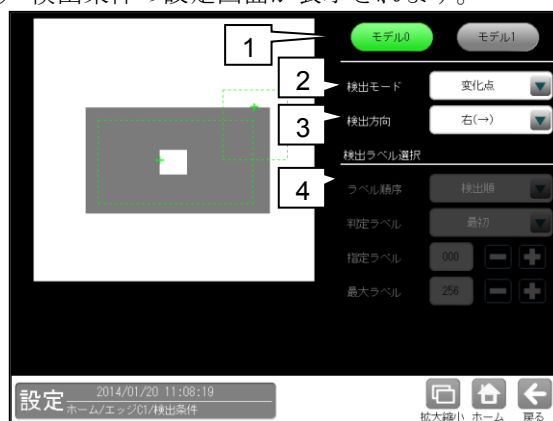 検出条件の設定画面が表示されます。
1
モデル0
モデル1
2
検出モード
変化点
3
検出方向
右(→)
検出ラベル選択
4
ラベル順序
検出順
判定ラベル
最初
指定ラベル
000
最大ラベル
256
設定
2014/01/20 11:08:19
ホーム/エッジC1/検出条件
拡大縮小
ホーム
戻る